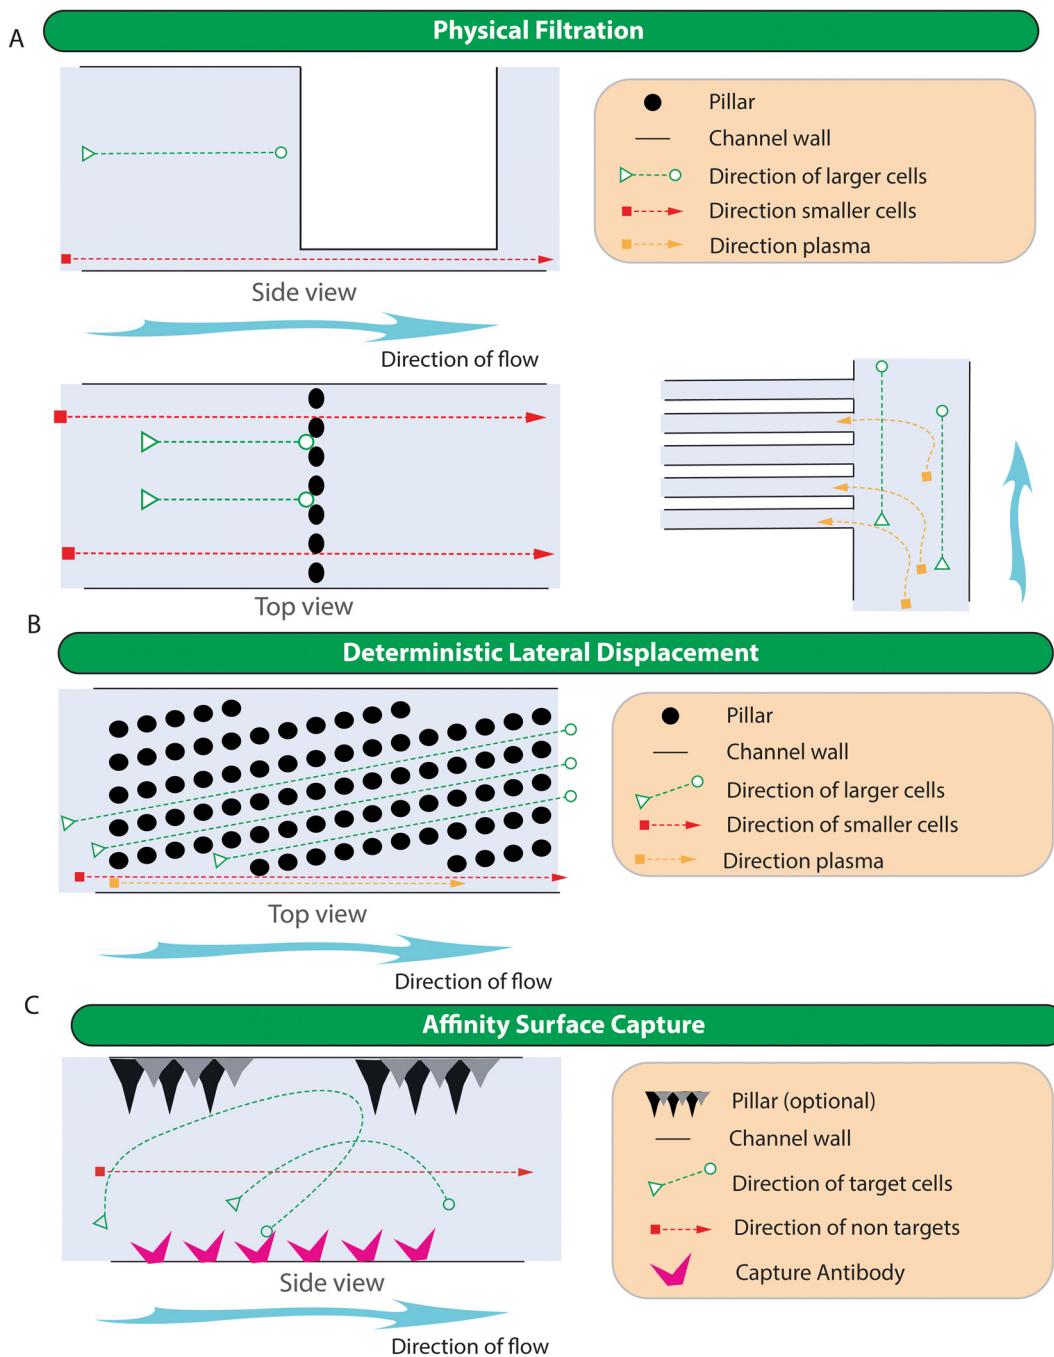 A
Physical Filtration
Pillar
Channel wall
Direction of larger cells
Direction smaller cells
Direction plasma
Side view
Direction of flow
Top view
B
Deterministic Lateral Displacement
Pillar
Channel wall
Direction of larger cells
Direction of smaller cells
Direction plasma
Top view
Direction of flow
C
Affinity Surface Capture
Pillar (optional)
Channel wall
Direction of target cells
Direction of non targets
Capture Antibody
Side view
Direction of flow